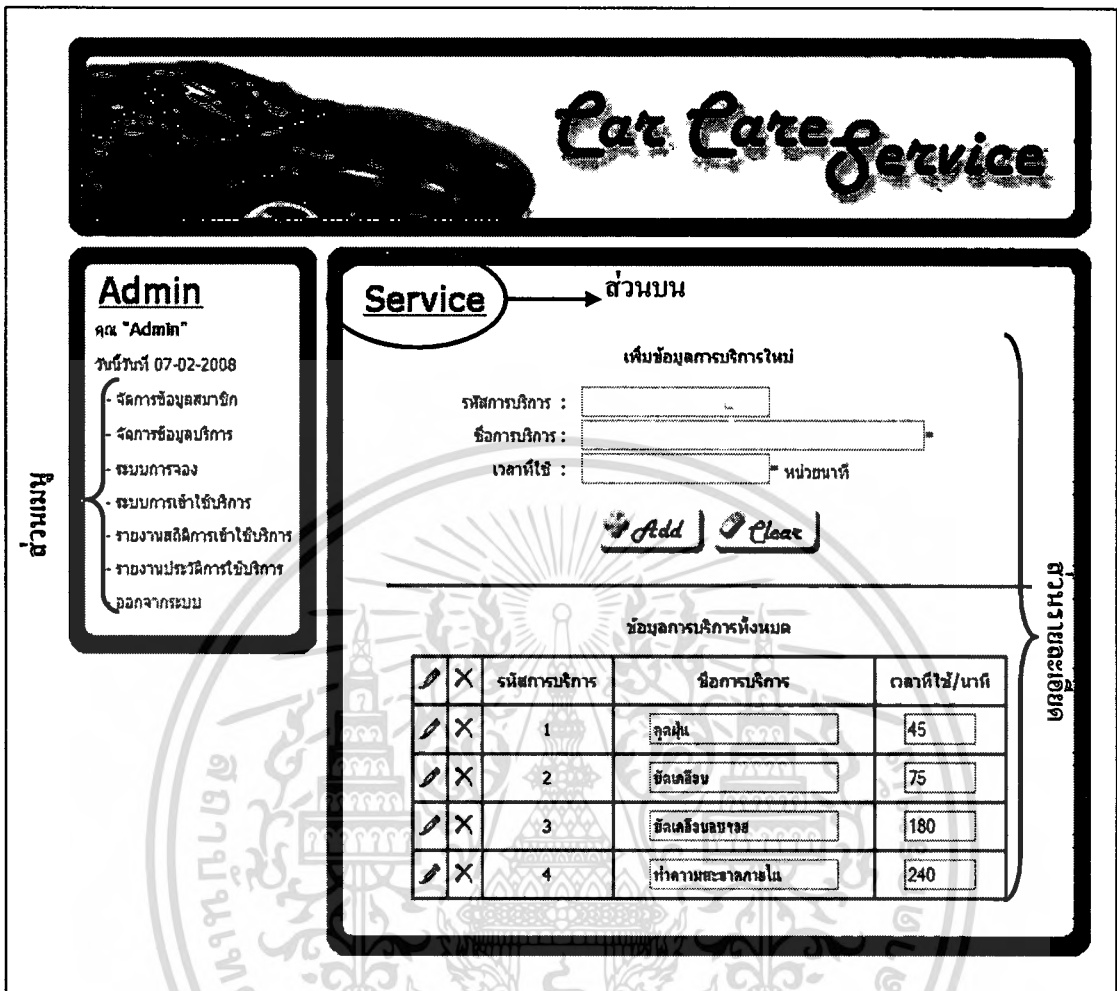 Car Care Service
Admin
คุณ "Admin"
วันนี้วันที่ 07-02-2008
- จัดการข้อมูลสมาชิก
- จัดการข้อมูลบริการ
- ระบบการจอง
- ระบบการเข้าใช้บริการ
- รายงานสถิติการเข้าใช้บริการ
- รายงานประวัติการใช้บริการ
- ออกจากระบบ
ส่วนเมนู
Service
ส่วนบน
เพิ่มข้อมูลการบริการใหม่
รหัสการบริการ :
ชื่อการบริการ : *
เวลาที่ใช้ : * หน่วยนาที
Add Clear
ข้อมูลการบริการทั้งหมด
รหัสการบริการ ชื่อการบริการ เวลาที่ใช้/นาที
1 ดูดฝุ่น 45
2 ขัดเคลือบ 75
3 180
4 ทำความสะอาดภายใน 240
ส่วนรายละเอียด